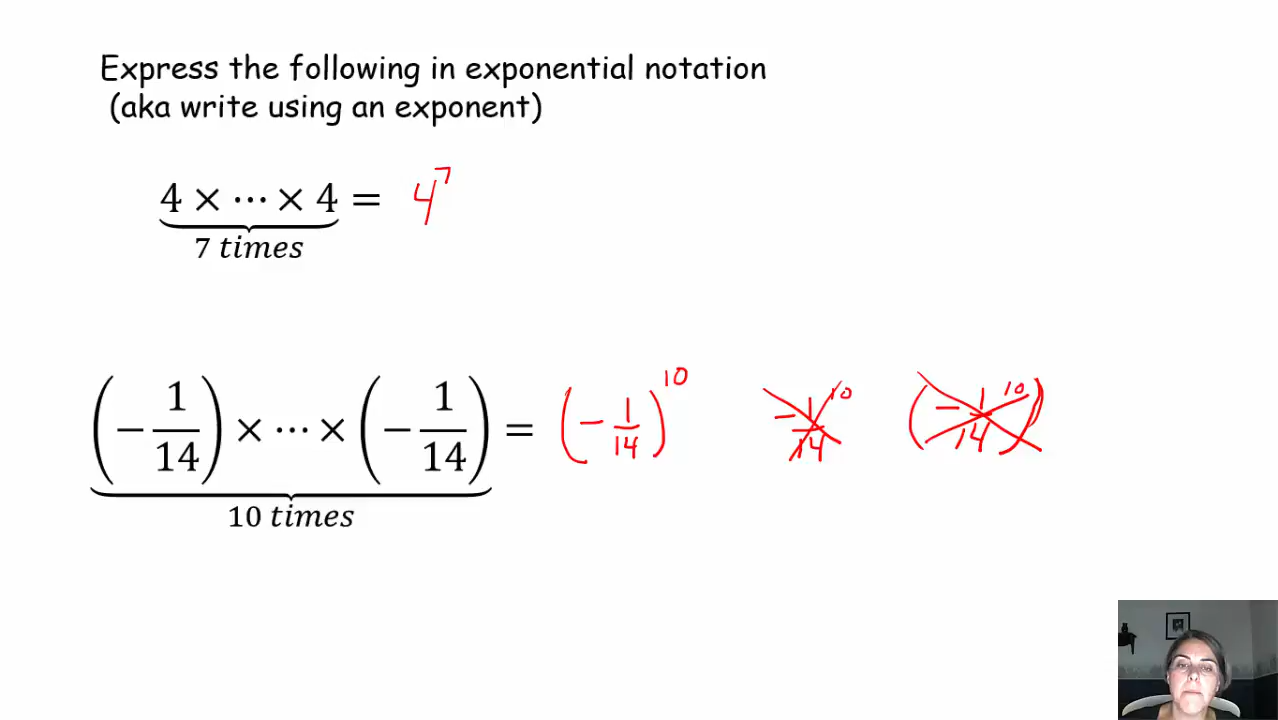 Express the following in exponential notation
(aka write using an exponent)
4 × ⋯ × 4 = 4^7
7 times
(−1/14) × ⋯ × (−1/14) = (−1/14)^10 −1/14^10 (−1/14^10)
10 times